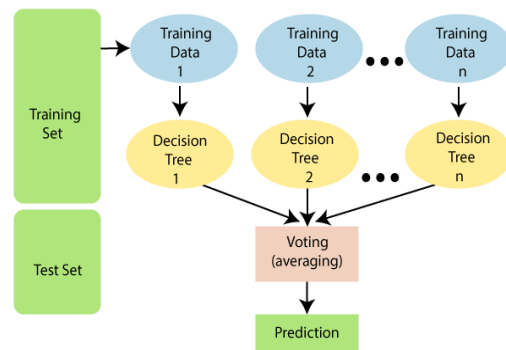 Training
Data
1
Training
Data
2
Training
Data
n
Training
Set
Decision
Tree
1
Decision
Tree
2
Decision
Tree
n
Test Set
Voting
(averaging)
Prediction